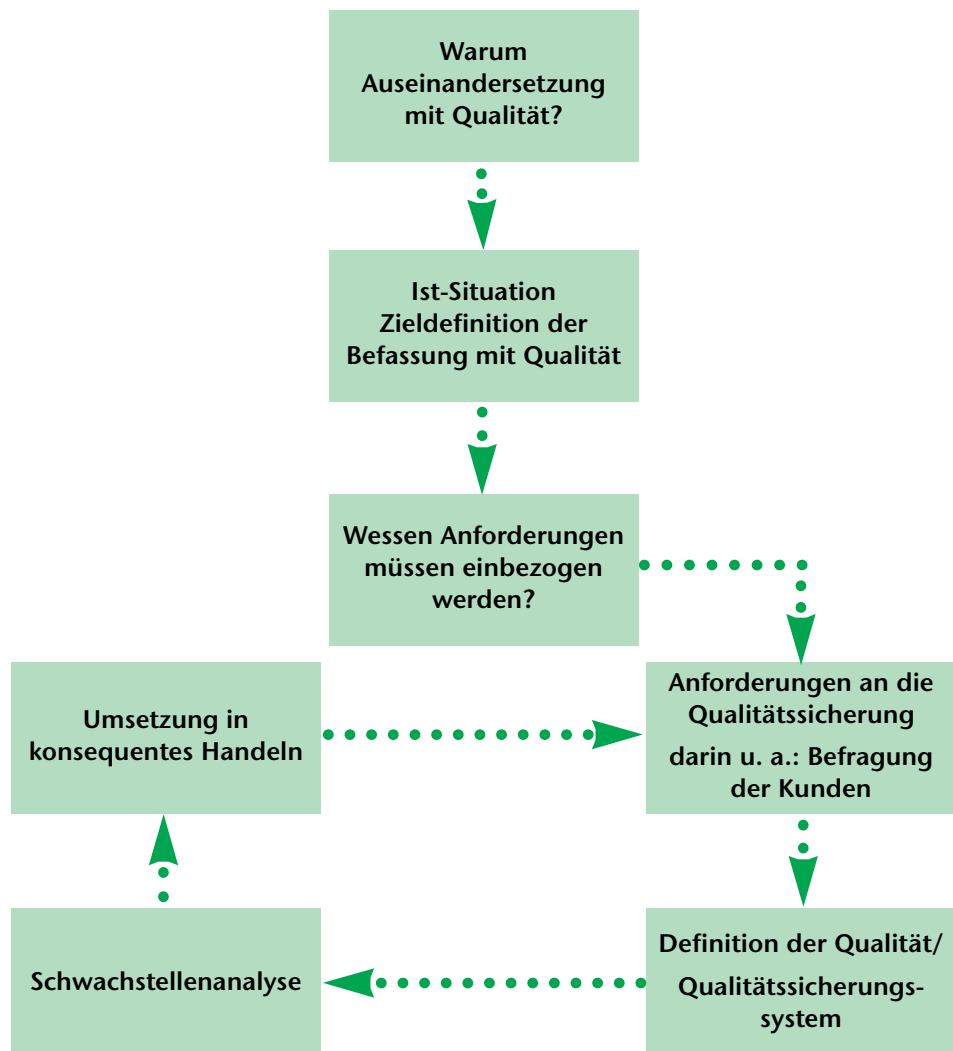 Warum
Auseinandersetzung
mit Qualität?
Ist-Situation
Zieldefinition der
Befassung mit Qualität
Wessen Anforderungen
müssen einbezogen
werden?
Anforderungen an die
Qualitätssicherung
darin u. a.: Befragung
der Kunden
Definition der Qualität/
Qualitätssicherungs-
system
Schwachstellenanalyse
Umsetzung in
konsequentes Handeln